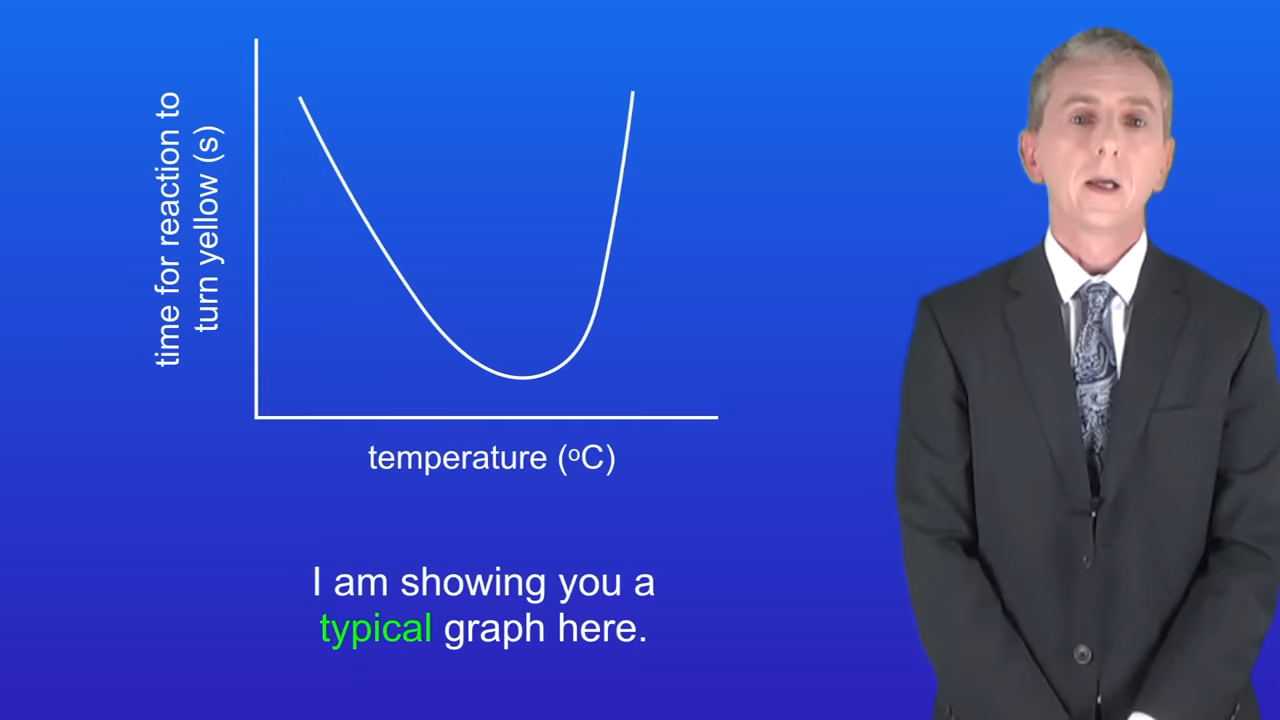 time for reaction to
turn yellow (s)
temperature (°C)
I am showing you a
typical graph here.